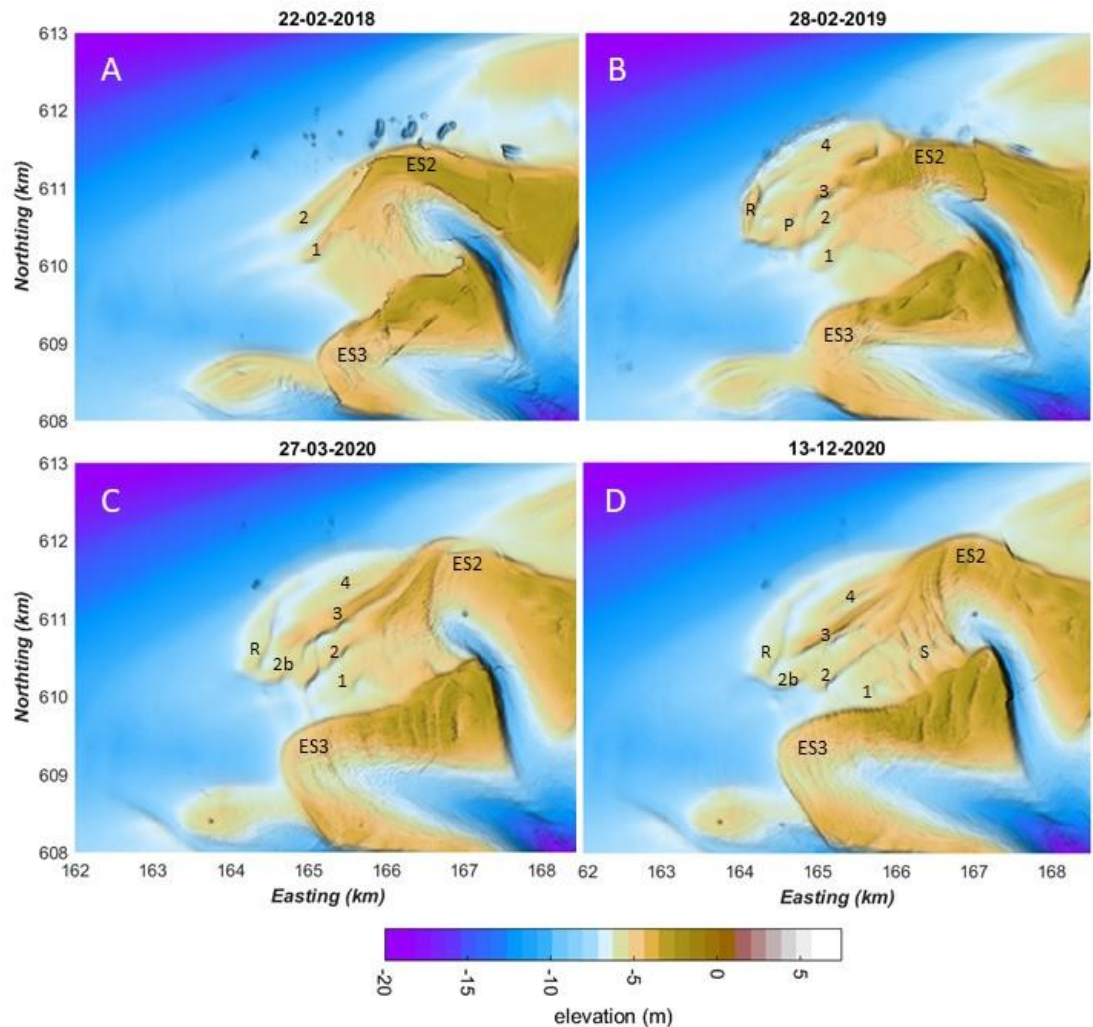 22-02-2018
28-02-2019
613
612
611
610
609
608
Northting (km)
A
ES2
2
1
ES3
B
4
ES2
3
R
P
2
1
ES3
27-03-2020
13-12-2020
613
612
611
610
609
608
Northting (km)
C
ES2
4
3
R
2b
2
1
ES3
D
ES2
4
3
R
S
2b
2
1
ES3
162 163 164 165 166 167 168
62 163 164 165 166 167 168
Easting (km)
Easting (km)
-20 -15 -10 -5 0 5
elevation (m)